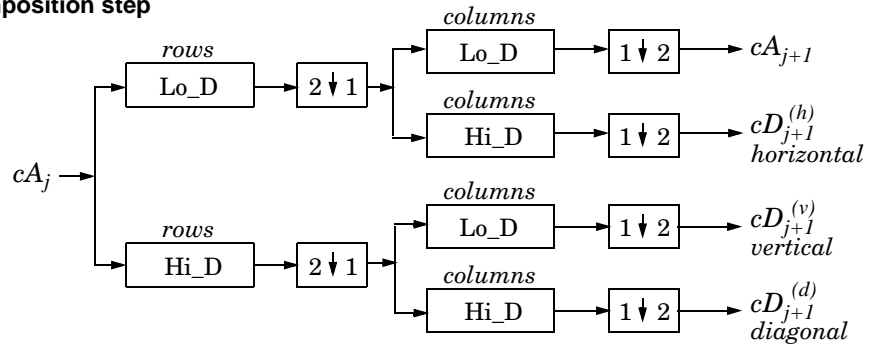 position step
columns
rows
Lo_D
1 ↓ 2
cA_{j+1}
Lo_D
2 ↓ 1
columns
Hi_D
1 ↓ 2
cD_{j+1}^{(h)}
horizontal
cA_j
columns
rows
Lo_D
1 ↓ 2
cD_{j+1}^{(v)}
vertical
Hi_D
2 ↓ 1
columns
Hi_D
1 ↓ 2
cD_{j+1}^{(d)}
diagonal